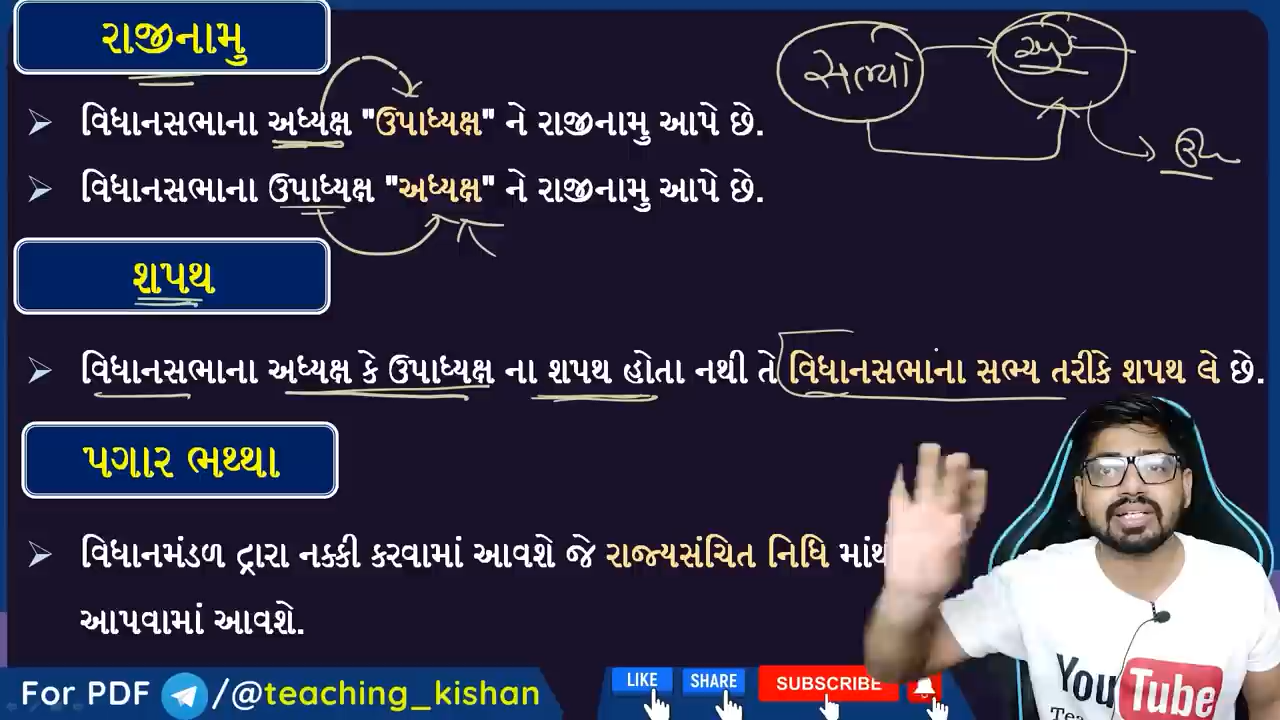 રાજીનામુ
વિધાનસભાના અધ્યક્ષ "ઉપાધ્યક્ષ" ને રાજીનામુ આપે છે.
વિધાનસભાના ઉપાધ્યક્ષ "અધ્યક્ષ" ને રાજીનામુ આપે છે.
સભ્યો
શપથ
વિધાનસભાના અધ્યક્ષ કે ઉપાધ્યક્ષ ના શપથ હોતા નથી તે વિધાનસભાના સભ્ય તરીકે શપથ લે છે.
પગાર ભથ્થા
વિધાનમંડળ દ્વારા નક્કી કરવામાં આવશે જે રાજ્યસંચિત નિધિ
આપવામાં આવશે.
You Tube
For PDF /@teaching_kishan
LIKE SHARE SUBSCRIBE